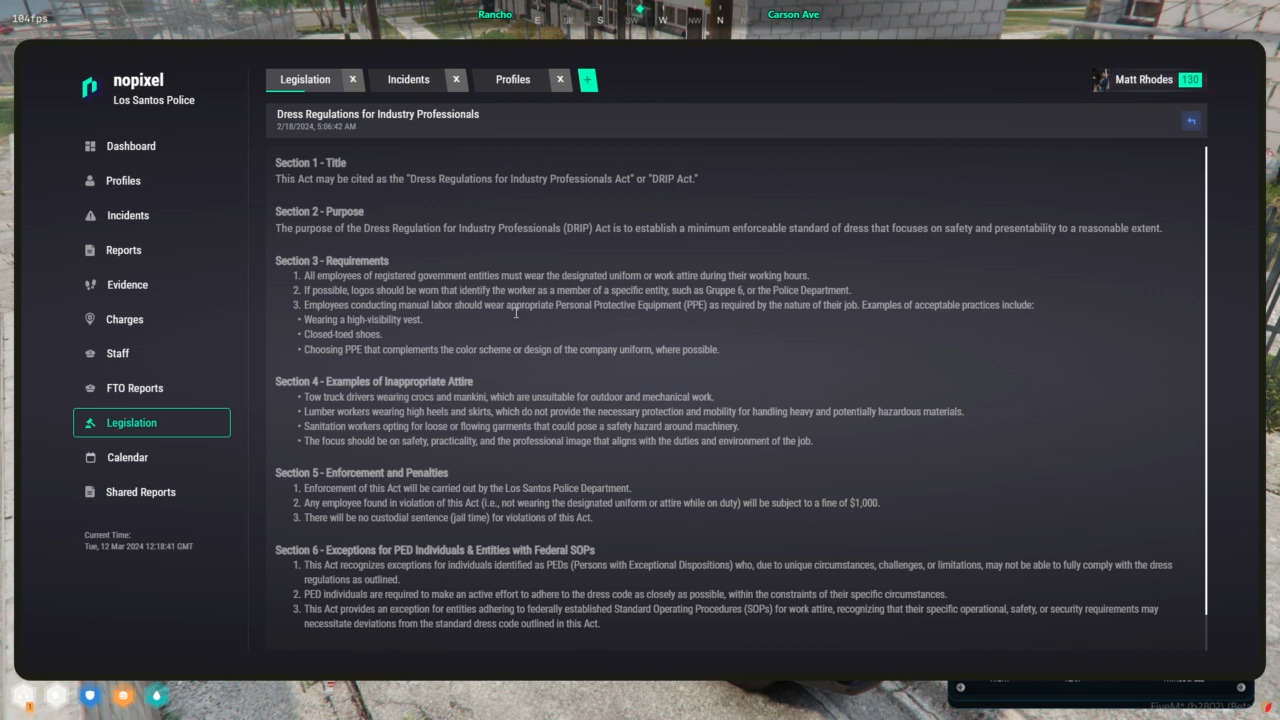 104fps
Rancho
E
SE
S
SW
W
NW
N
Carson Ave
nopixel
Los Santos Police
Legislation x
Incidents x
Profiles x
+
Matt Rhodes 130
Dashboard
Profiles
Incidents
Reports
Evidence
Charges
Staff
FTO Reports
Legislation
Calendar
Shared Reports
Current Time:
Tue, 12 Mar 2024 12:18:41 GMT
Dress Regulations for Industry Professionals
2/18/2024, 5:06:42 AM
Section 1 - Title
This Act may be cited as the "Dress Regulations for Industry Professionals Act" or "DRIP Act."
Section 2 - Purpose
The purpose of the Dress Regulation for Industry Professionals (DRIP) Act is to establish a minimum enforceable standard of dress that focuses on safety and presentability to a reasonable extent.
Section 3 - Requirements
1. All employees of registered government entities must wear the designated uniform or work attire during their working hours.
2. If possible, logos should be worn that identify the worker as a member of a specific entity, such as Gruppe 6, or the Police Department.
3. Employees conducting manual labor should wear appropriate Personal Protective Equipment (PPE) as required by the nature of their job. Examples of acceptable practices include:
• Wearing a high-visibility vest.
• Closed-toed shoes.
• Choosing PPE that complements the color scheme or design of the company uniform, where possible.
Section 4 - Examples of Inappropriate Attire
• Tow truck drivers wearing crocs and mankini, which are unsuitable for outdoor and mechanical work.
• Lumber workers wearing high heels and skirts, which do not provide the necessary protection and mobility for handling heavy and potentially hazardous materials.
• Sanitation workers opting for loose or flowing garments that could pose a safety hazard around machinery.
• The focus should be on safety, practicality, and the professional image that aligns with the duties and environment of the job.
Section 5 - Enforcement and Penalties
1. Enforcement of this Act will be carried out by the Los Santos Police Department.
2. Any employee found in violation of this Act (i.e., not wearing the designated uniform or attire while on duty) will be subject to a fine of $1,000.
3. There will be no custodial sentence (jail time) for violations of this Act.
Section 6 - Exceptions for PED Individuals & Entities with Federal SOPs
1. This Act recognizes exceptions for individuals identified as PEDs (Persons with Exceptional Dispositions) who, due to unique circumstances, challenges, or limitations, may not be able to fully comply with the dress
regulations as outlined.
2. PED individuals are required to make an active effort to adhere to the dress code as closely as possible, within the constraints of their specific circumstances.
3. This Act provides an exception for entities adhering to federally established Standard Operating Procedures (SOPs) for work attire, recognizing that their specific operational, safety, or security requirements may
necessitate deviations from the standard dress code outlined in this Act.